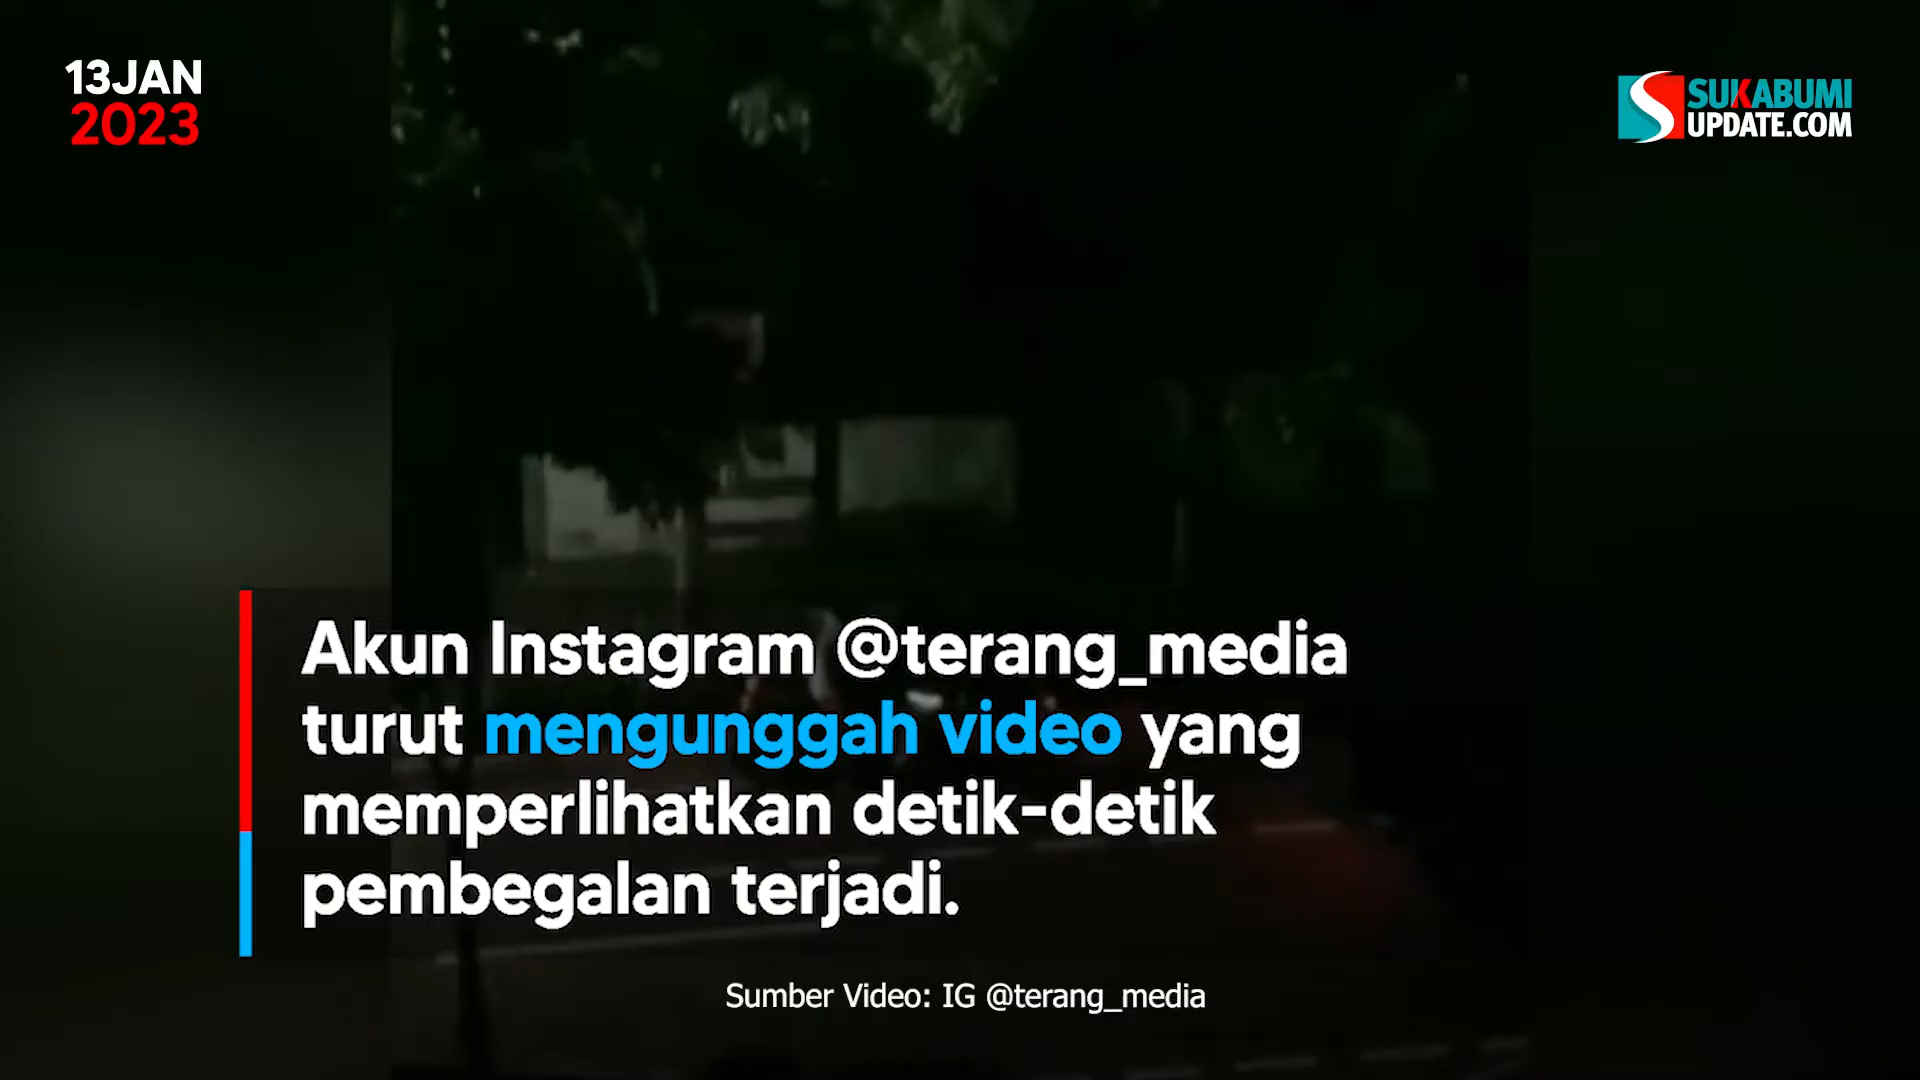 13JAN
2023
SUKABUMI
UPDATE.COM
Akun Instagram @terang_media
turut mengunggah video yang
memperlihatkan detik-detik
pembegalan terjadi.
Sumber Video: IG @terang_media